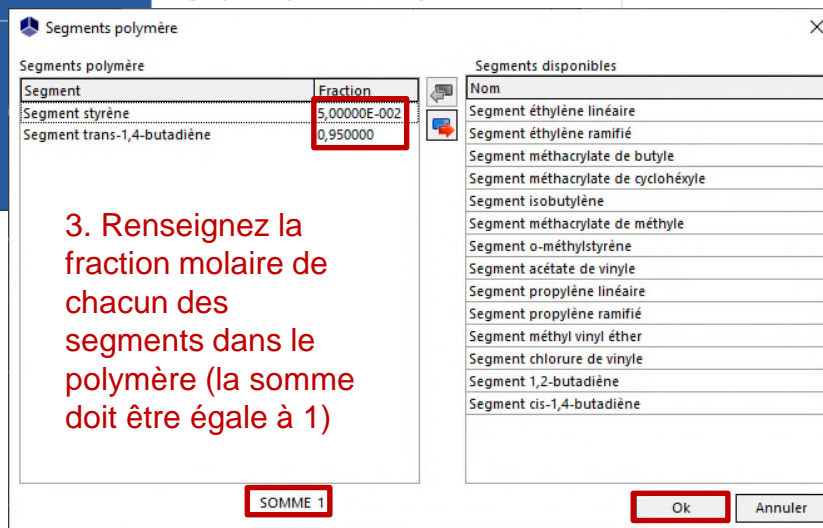 Segments polymère
Segments polymère
Segment Fraction
Segment styrène 5,00000E-002
Segment trans-1,4-butadiène 0,950000
3. Renseignez la
fraction molaire de
chacun des
segments dans le
polymère (la somme
doit être égale à 1)
SOMME 1
Segments disponibles
Nom
Segment éthylène linéaire
Segment éthylène ramifié
Segment méthacrylate de butyle
Segment méthacrylate de cyclohéxyle
Segment isobutylène
Segment méthacrylate de méthyle
Segment o-méthylstyrène
Segment acétate de vinyle
Segment propylène linéaire
Segment propylène ramifié
Segment méthyl vinyl éther
Segment chlorure de vinyle
Segment 1,2-butadiène
Segment cis-1,4-butadiène
Ok Annuler